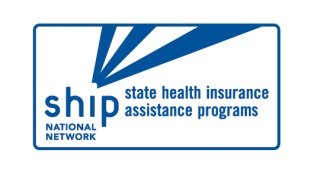 ship
NATIONAL
NETWORK
state health insurance
assistance programs